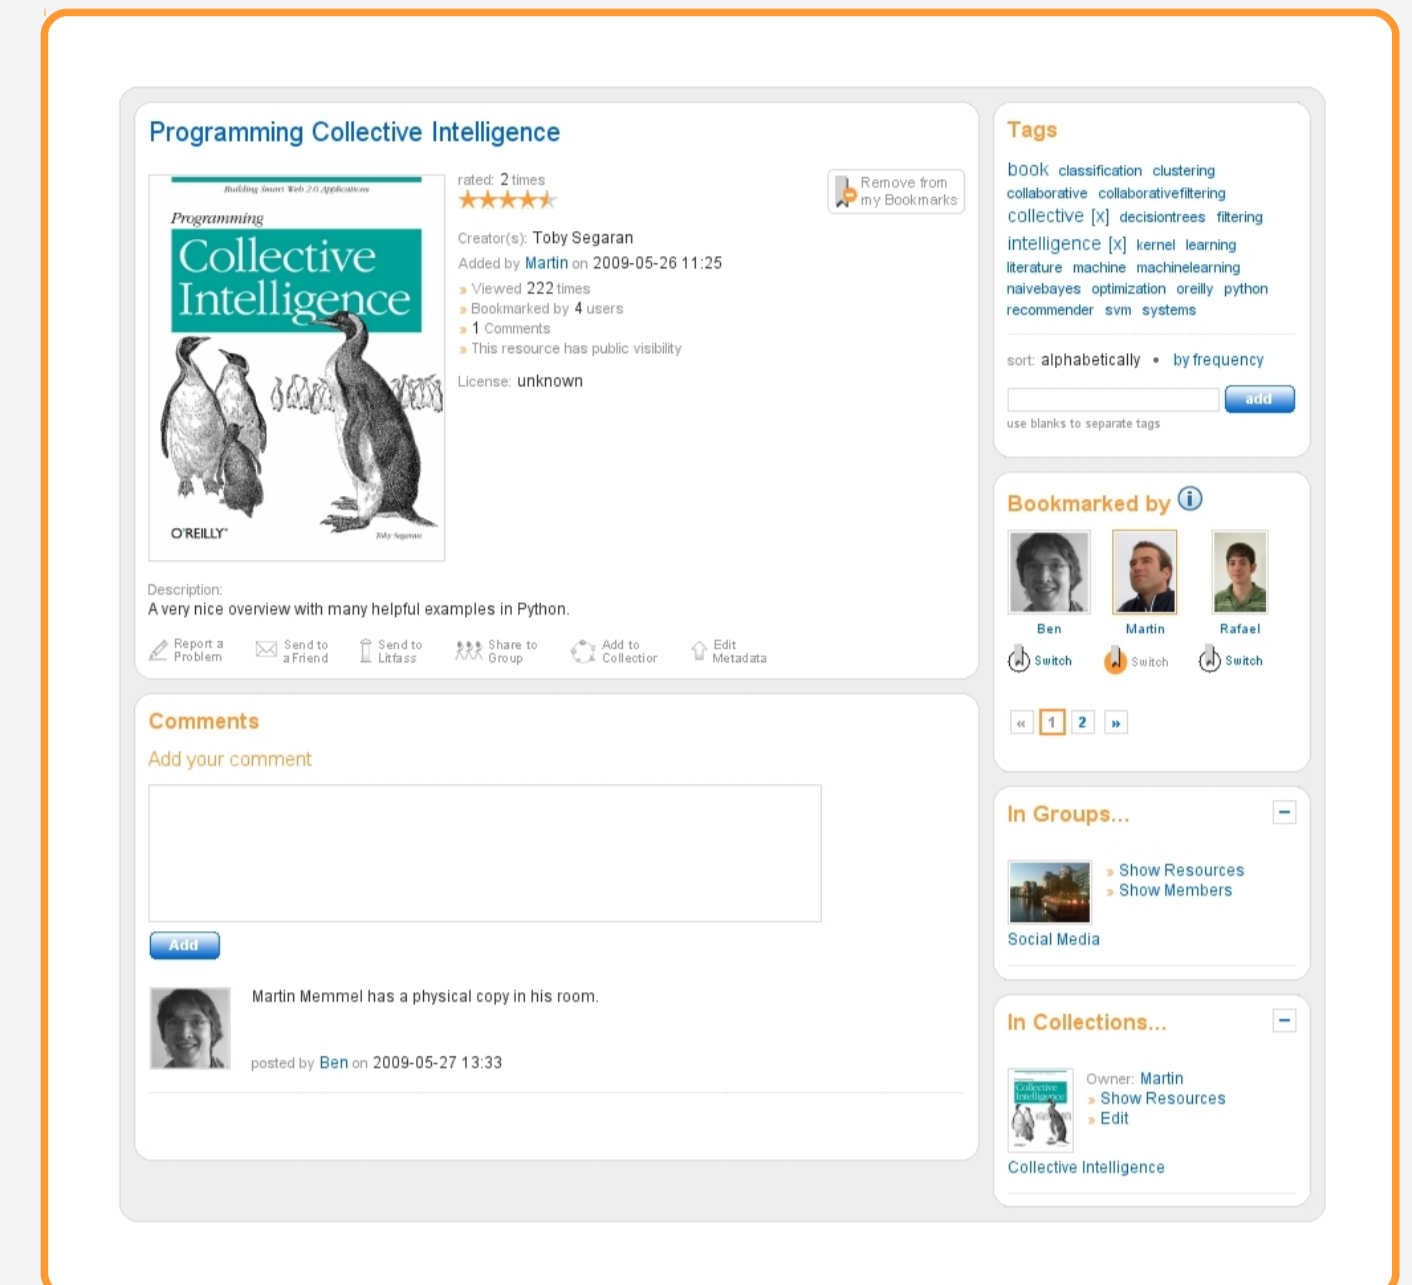 Programming Collective Intelligence
Building Smart Web 2.0 Applications
Programming
Collective
Intelligence
O'REILLY®
Toby Segaran
rated: 2 times
Creator(s): Toby Segaran
Added by Martin on 2009-05-26 11:25
» Viewed 222 times
» Bookmarked by 4 users
» 1 Comments
» This resource has public visibility
License: unknown
Remove from
my Bookmarks
Description:
A very nice overview with many helpful examples in Python.
Report a
Problem
Send to
a Friend
Send to
Litfass
Share to
Group
Add to
Collection
Edit
Metadata
Comments
Add your comment
Add
Martin Memmel has a physical copy in his room.
posted by Ben on 2009-05-27 13:33
Tags
book classification clustering
collaborative collaborativefiltering
collective [x] decisiontrees filtering
intelligence [x] kernel learning
literature machine machinelearning
naivebayes optimization oreilly python
recommender svm systems
sort: alphabetically • by frequency
add
use blanks to separate tags
Bookmarked by i
Ben Martin Rafael
Switch Switch Switch
« 1 2 »
In Groups...
» Show Resources
» Show Members
Social Media
In Collections...
Collective
Intelligence
Owner: Martin
» Show Resources
» Edit
Collective Intelligence